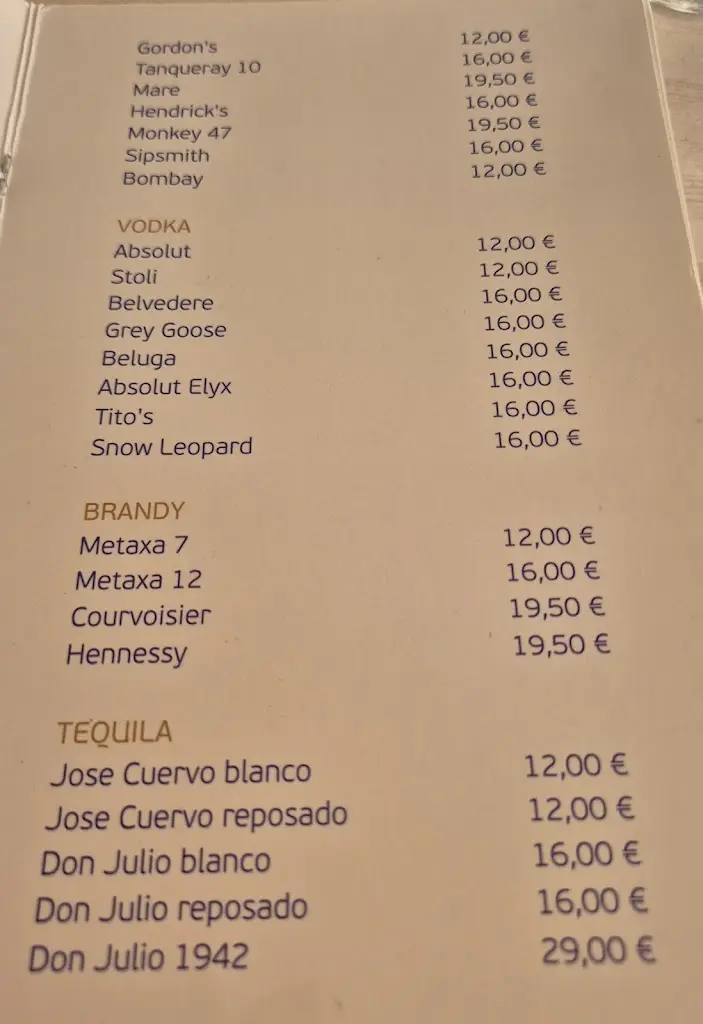 Gordon's 12,00 €
Tanqueray 10 16,00 €
Mare 19,50 €
Hendrick's 16,00 €
Monkey 47 19,50 €
Sipsmith 16,00 €
Bombay 12,00 €
VODKA
Absolut 12,00 €
Stoli 12,00 €
Belvedere 16,00 €
Grey Goose 16,00 €
Beluga 16,00 €
Absolut Elyx 16,00 €
Tito's 16,00 €
Snow Leopard 16,00 €
BRANDY
Metaxa 7 12,00 €
Metaxa 12 16,00 €
Courvoisier 19,50 €
Hennessy 19,50 €
TEQUILA
Jose Cuervo blanco 12,00 €
Jose Cuervo reposado 12,00 €
Don Julio blanco 16,00 €
Don Julio reposado 16,00 €
Don Julio 1942 29,00 €